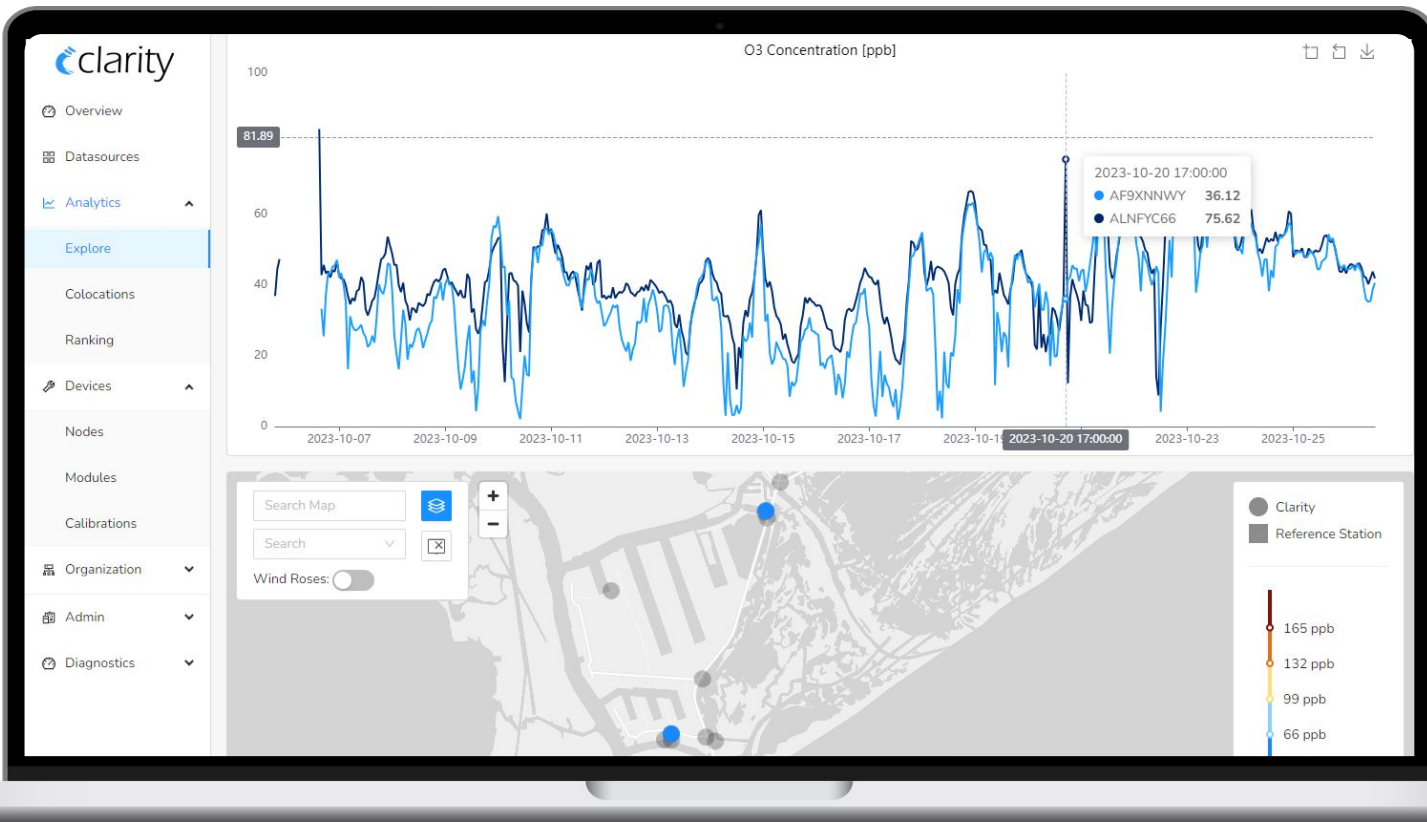 clarity
Overview
Datasources
Analytics
Explore
Colocations
Ranking
Devices
Nodes
Modules
Calibrations
Organization
Admin
Diagnostics
O3 Concentration [ppb]
100
81.89
60
40
20
0
2023-10-20 17:00:00
AF9XNNWY 36.12
ALNFYC66 75.62
2023-10-07 2023-10-09 2023-10-11 2023-10-13 2023-10-15 2023-10-17 2023-10-19 2023-10-20 17:00:00 2023-10-23 2023-10-25
Search Map
Search
Wind Roses:
+
−
Clarity
Reference Station
165 ppb
132 ppb
99 ppb
66 ppb